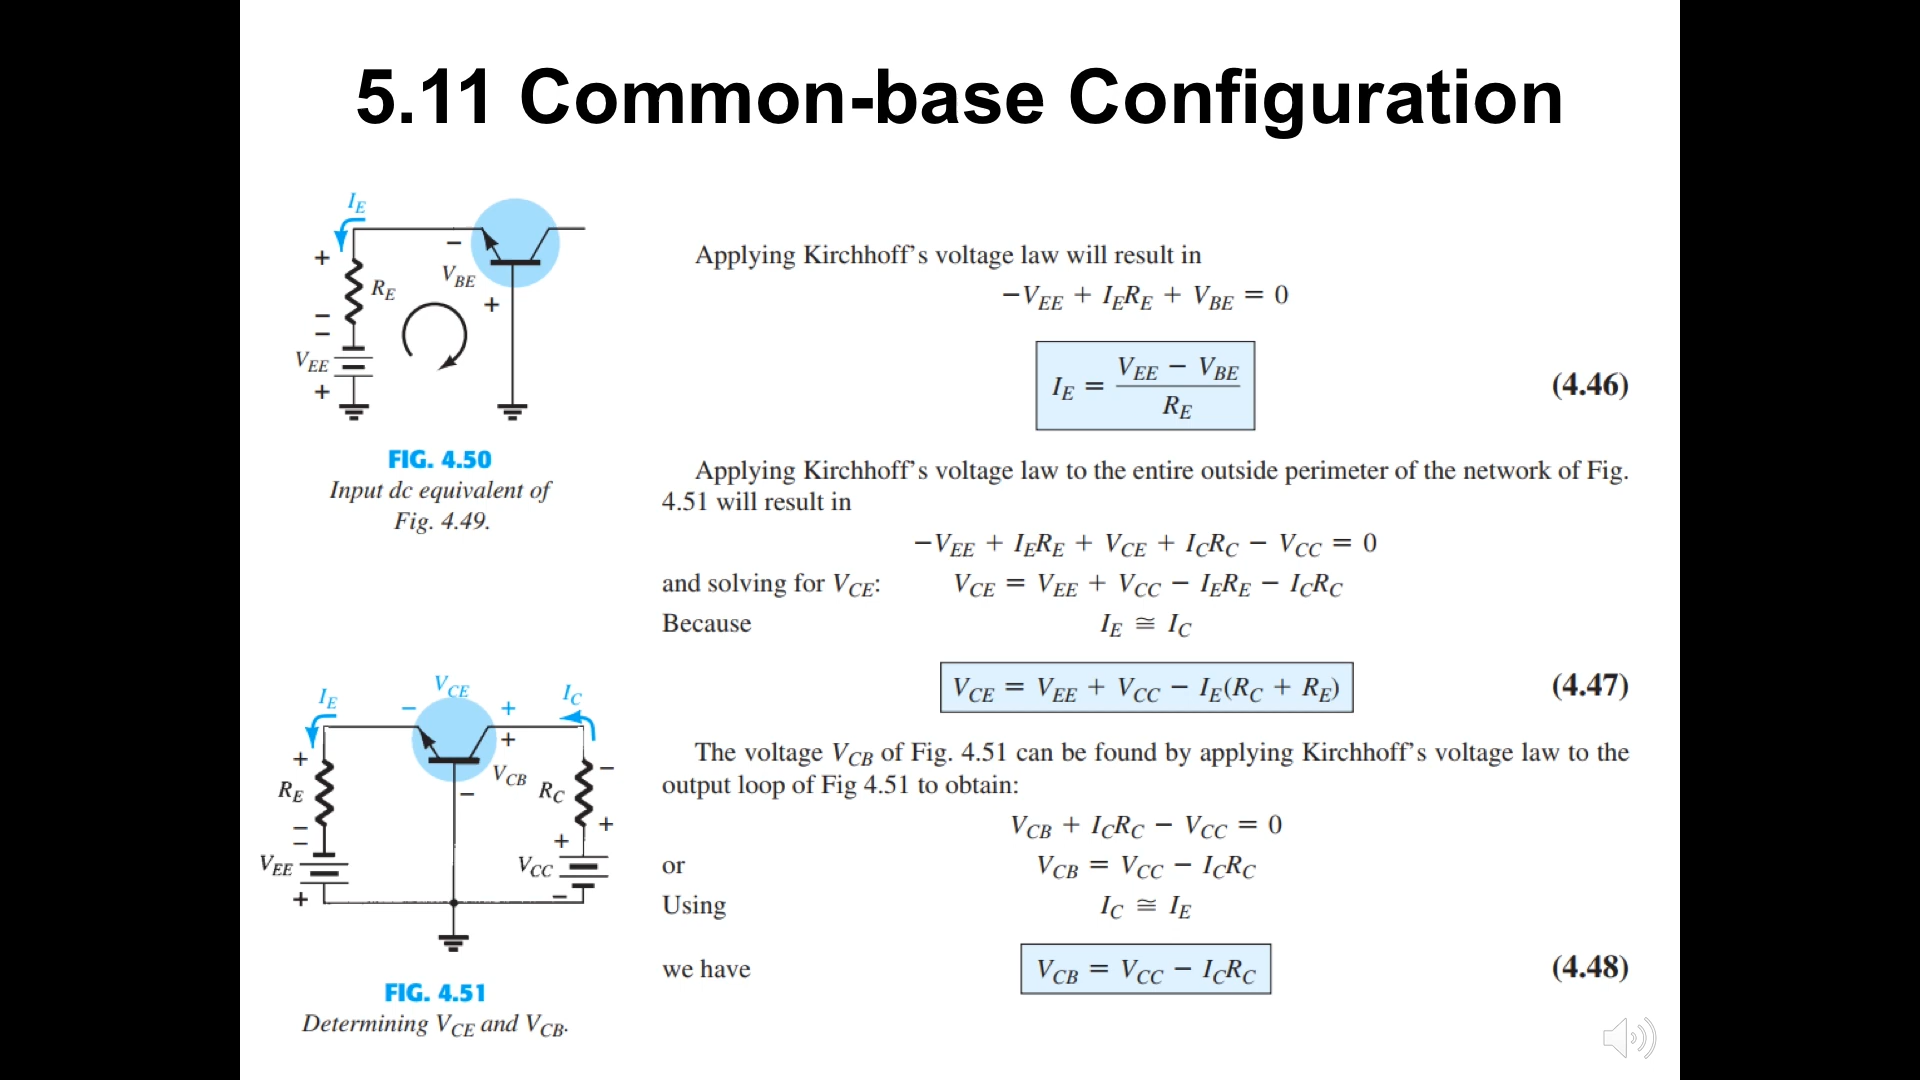 5.11 Common-base Configuration
I_E
+
−
V_BE
+
R_E
−
−
V_EE
+
FIG. 4.50
Input dc equivalent of
Fig. 4.49.
Applying Kirchhoff's voltage law will result in
−V_EE + I_E R_E + V_BE = 0
I_E = (V_EE − V_BE) / R_E (4.46)
Applying Kirchhoff's voltage law to the entire outside perimeter of the network of Fig.
4.51 will result in
−V_EE + I_E R_E + V_CE + I_C R_C − V_CC = 0
and solving for V_CE: V_CE = V_EE + V_CC − I_E R_E − I_C R_C
Because I_E ≅ I_C
V_CE = V_EE + V_CC − I_E(R_C + R_E) (4.47)
The voltage V_CB of Fig. 4.51 can be found by applying Kirchhoff's voltage law to the
output loop of Fig 4.51 to obtain:
V_CB + I_C R_C − V_CC = 0
or V_CB = V_CC − I_C R_C
Using I_C ≅ I_E
we have V_CB = V_CC − I_C R_C (4.48)
I_E
−
V_CE
+
I_C
+
R_E
−
−
V_EE
+
+
V_CB
−
R_C
−
+
+
V_CC
−
FIG. 4.51
Determining V_CE and V_CB.